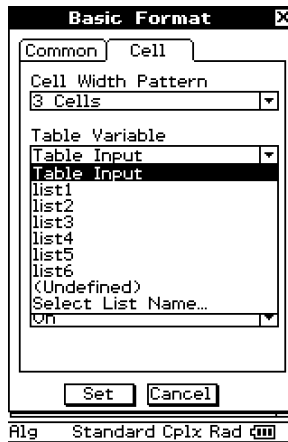 Basic Format
Common
Cell
Cell Width Pattern
3 Cells
Table Variable
Table Input
Table Input
list1
list2
list3
list4
list5
list6
(Undefined)
Select List Name...
On
Set
Cancel
Alg Standard Cplx Rad